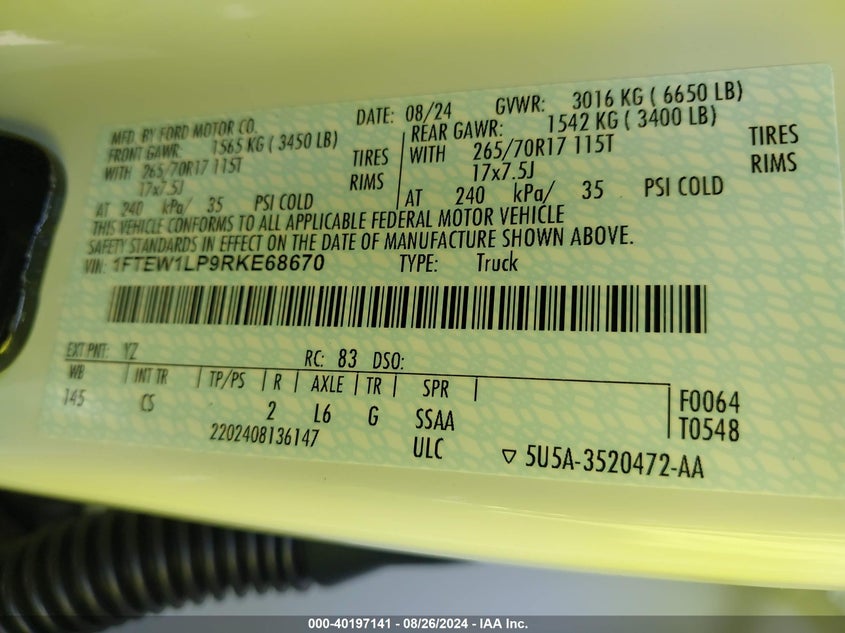 MFD. BY FORD MOTOR CO. DATE: 08/24 GVWR: 3016 KG ( 6650 LB)
FRONT GAWR: 1565 KG ( 3450 LB) REAR GAWR: 1542 KG ( 3400 LB)
WITH 265/70R17 115T TIRES WITH 265/70R17 115T TIRES
17x7.5J RIMS 17x7.5J RIMS
AT 240 kPa/ 35 PSI COLD AT 240 kPa/ 35 PSI COLD
THIS VEHICLE CONFORMS TO ALL APPLICABLE FEDERAL MOTOR VEHICLE
SAFETY STANDARDS IN EFFECT ON THE DATE OF MANUFACTURE SHOWN ABOVE.
VIN: 1FTEW1LP9RKE68670 TYPE: Truck
EXT PNT: YZ RC: 83 DSO:
WB INT TR TP/PS R AXLE TR SPR F0064
145 CS 2 L6 G SSAA T0548
2202408136147 ULC ▽ 5U5A-3520472-AA
000-40197141 - 08/26/2024 - IAA Inc.